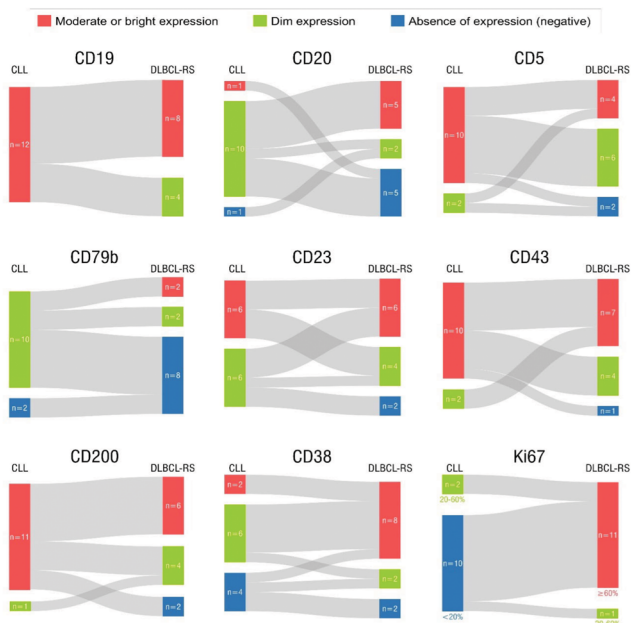 Moderate or bright expression Dim expression Absence of expression (negative)
CD19
CLL DLBCL-RS
n=12
n=8
n=4
CD20
CLL DLBCL-RS
n=1
n=10
n=1
n=5
n=2
n=5
CD5
CLL DLBCL-RS
n=10
n=2
n=4
n=6
n=2
CD79b
CLL DLBCL-RS
n=10
n=2
n=2
n=2
n=8
CD23
CLL DLBCL-RS
n=6
n=6
n=6
n=4
n=2
CD43
CLL DLBCL-RS
n=10
n=2
n=7
n=4
n=1
CD200
CLL DLBCL-RS
n=11
n=1
n=6
n=4
n=2
CD38
CLL DLBCL-RS
n=2
n=6
n=4
n=8
n=2
n=2
Ki67
CLL DLBCL-RS
n=2
20-60%
n=10
<20%
n=11
≥60%
n=1